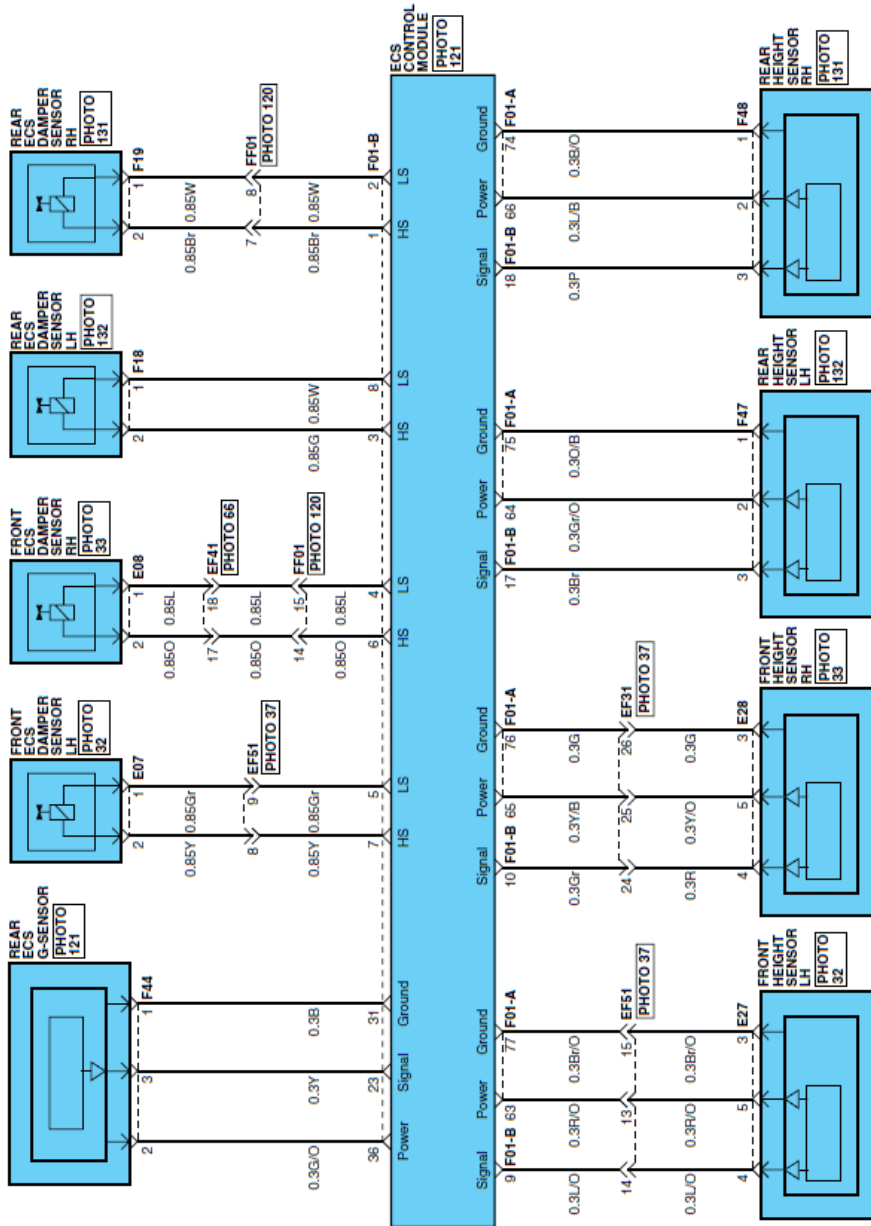 REAR
ECS
G-SENSOR
PHOTO
121
F44
2
3
1
0.3G/O
0.3Y
0.3B
36
23
31
Power
Signal
Ground
FRONT
ECS
DAMPER
SENSOR
LH
PHOTO
32
E07
2
1
0.85Y
0.85Gr
EF51
PHOTO 37
8
9
0.85Y
0.85Gr
7
5
HS
LS
FRONT
ECS
DAMPER
SENSOR
RH
PHOTO
33
E08
2
1
0.85O
0.85L
EF41
PHOTO 66
17
18
0.85O
0.85L
FF01
PHOTO 120
14
15
0.85O
0.85L
6
4
HS
LS
REAR
ECS
DAMPER
SENSOR
LH
PHOTO
132
F18
2
1
0.85G
0.85W
3
8
HS
LS
REAR
ECS
DAMPER
SENSOR
RH
PHOTO
131
F19
2
1
0.85Br
0.85W
FF01
PHOTO 120
7
8
0.85Br
0.85W
F01-B
1
2
HS
LS
ECS
CONTROL
MODULE
PHOTO
121
Signal
Power
Ground
9
F01-B
63
77
F01-A
0.3L/O
0.3R/O
0.3Br/O
EF51
PHOTO 37
14
13
15
0.3L/O
0.3R/O
0.3Br/O
4
5
3
E27
FRONT
HEIGHT
SENSOR
LH
PHOTO
32
Signal
Power
Ground
10
F01-B
65
76
F01-A
0.3Gr
0.3Y/B
0.3G
EF31
PHOTO 37
24
25
26
0.3R
0.3Y/O
0.3G
4
5
3
E28
FRONT
HEIGHT
SENSOR
RH
PHOTO
33
Signal
Power
Ground
17
F01-B
64
75
F01-A
0.3Br
0.3Gr/O
0.3O/B
3
2
1
F47
REAR
HEIGHT
SENSOR
LH
PHOTO
132
Signal
Power
Ground
18
F01-B
66
74
F01-A
0.3P
0.3L/B
0.3B/O
3
2
1
F48
REAR
HEIGHT
SENSOR
RH
PHOTO
131